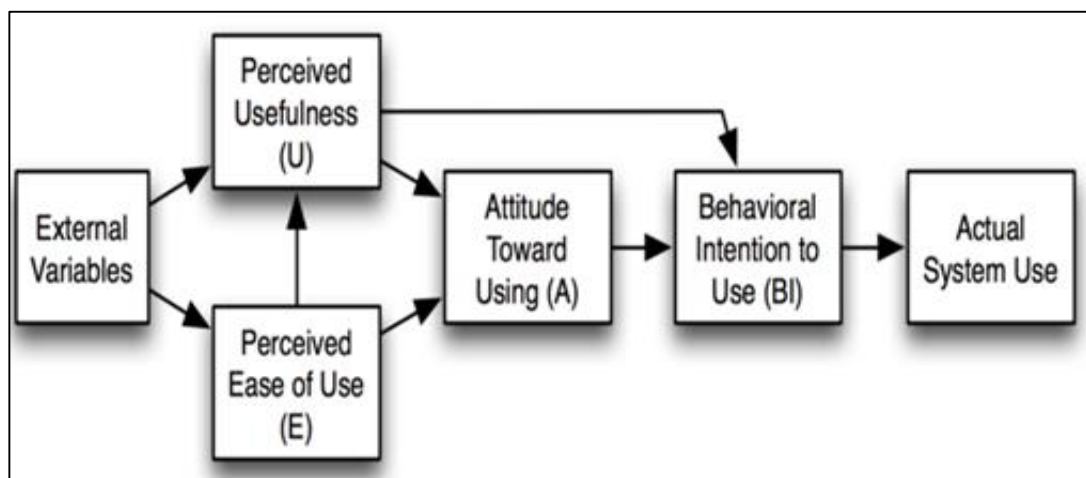 External
Variables
Perceived
Usefulness
(U)
Perceived
Ease of Use
(E)
Attitude
Toward
Using (A)
Behavioral
Intention to
Use (BI)
Actual
System Use